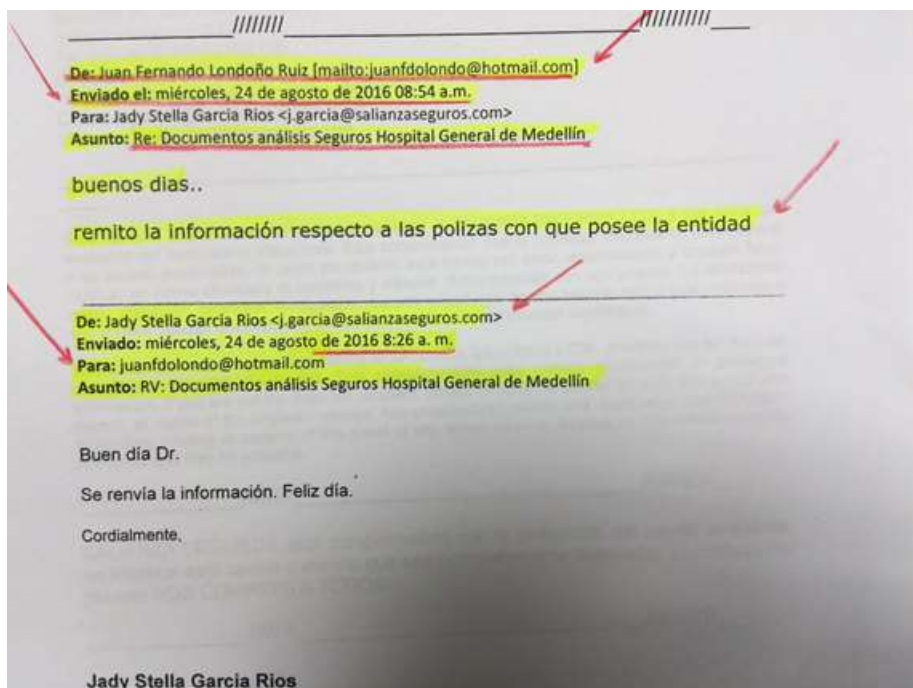 ////////
//////////
De: Juan Fernando Londoño Ruiz [mailto:juanfdolondo@hotmail.com]
Enviado el: miércoles, 24 de agosto de 2016 08:54 a.m.
Para: Jady Stella Garcia Rios <j.garcia@salianzaseguros.com>
Asunto: Re: Documentos análisis Seguros Hospital General de Medellín
buenos dias..
remito la información respecto a las polizas con que posee la entidad
De: Jady Stella Garcia Rios <j.garcia@salianzaseguros.com>
Enviado: miércoles, 24 de agosto de 2016 8:26 a. m.
Para: juanfdolondo@hotmail.com
Asunto: RV: Documentos análisis Seguros Hospital General de Medellín
Buen día Dr.
Se renvía la información. Feliz día.
Cordialmente,
Jady Stella Garcia Rios